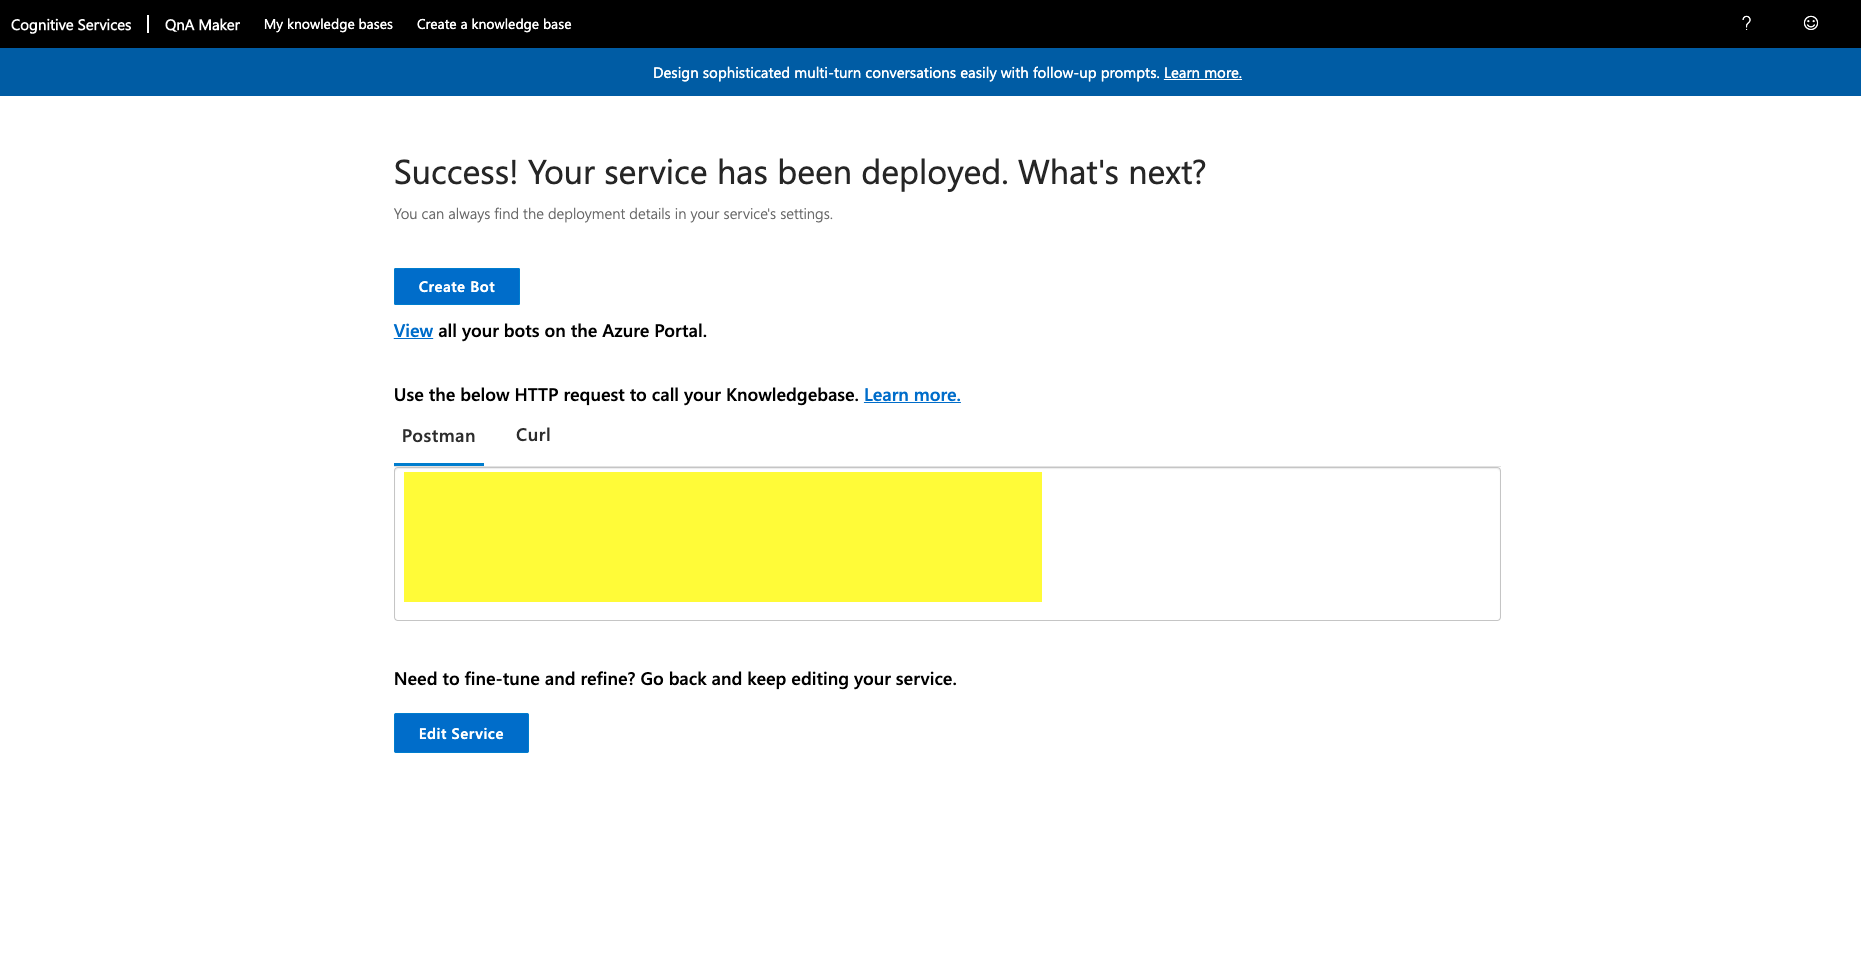 Cognitive Services | QnA Maker My knowledge bases Create a knowledge base ?
Design sophisticated multi-turn conversations easily with follow-up prompts. Learn more.
Success! Your service has been deployed. What's next?
You can always find the deployment details in your service's settings.
Create Bot
View all your bots on the Azure Portal.
Use the below HTTP request to call your Knowledgebase. Learn more.
Postman Curl
Need to fine-tune and refine? Go back and keep editing your service.
Edit Service